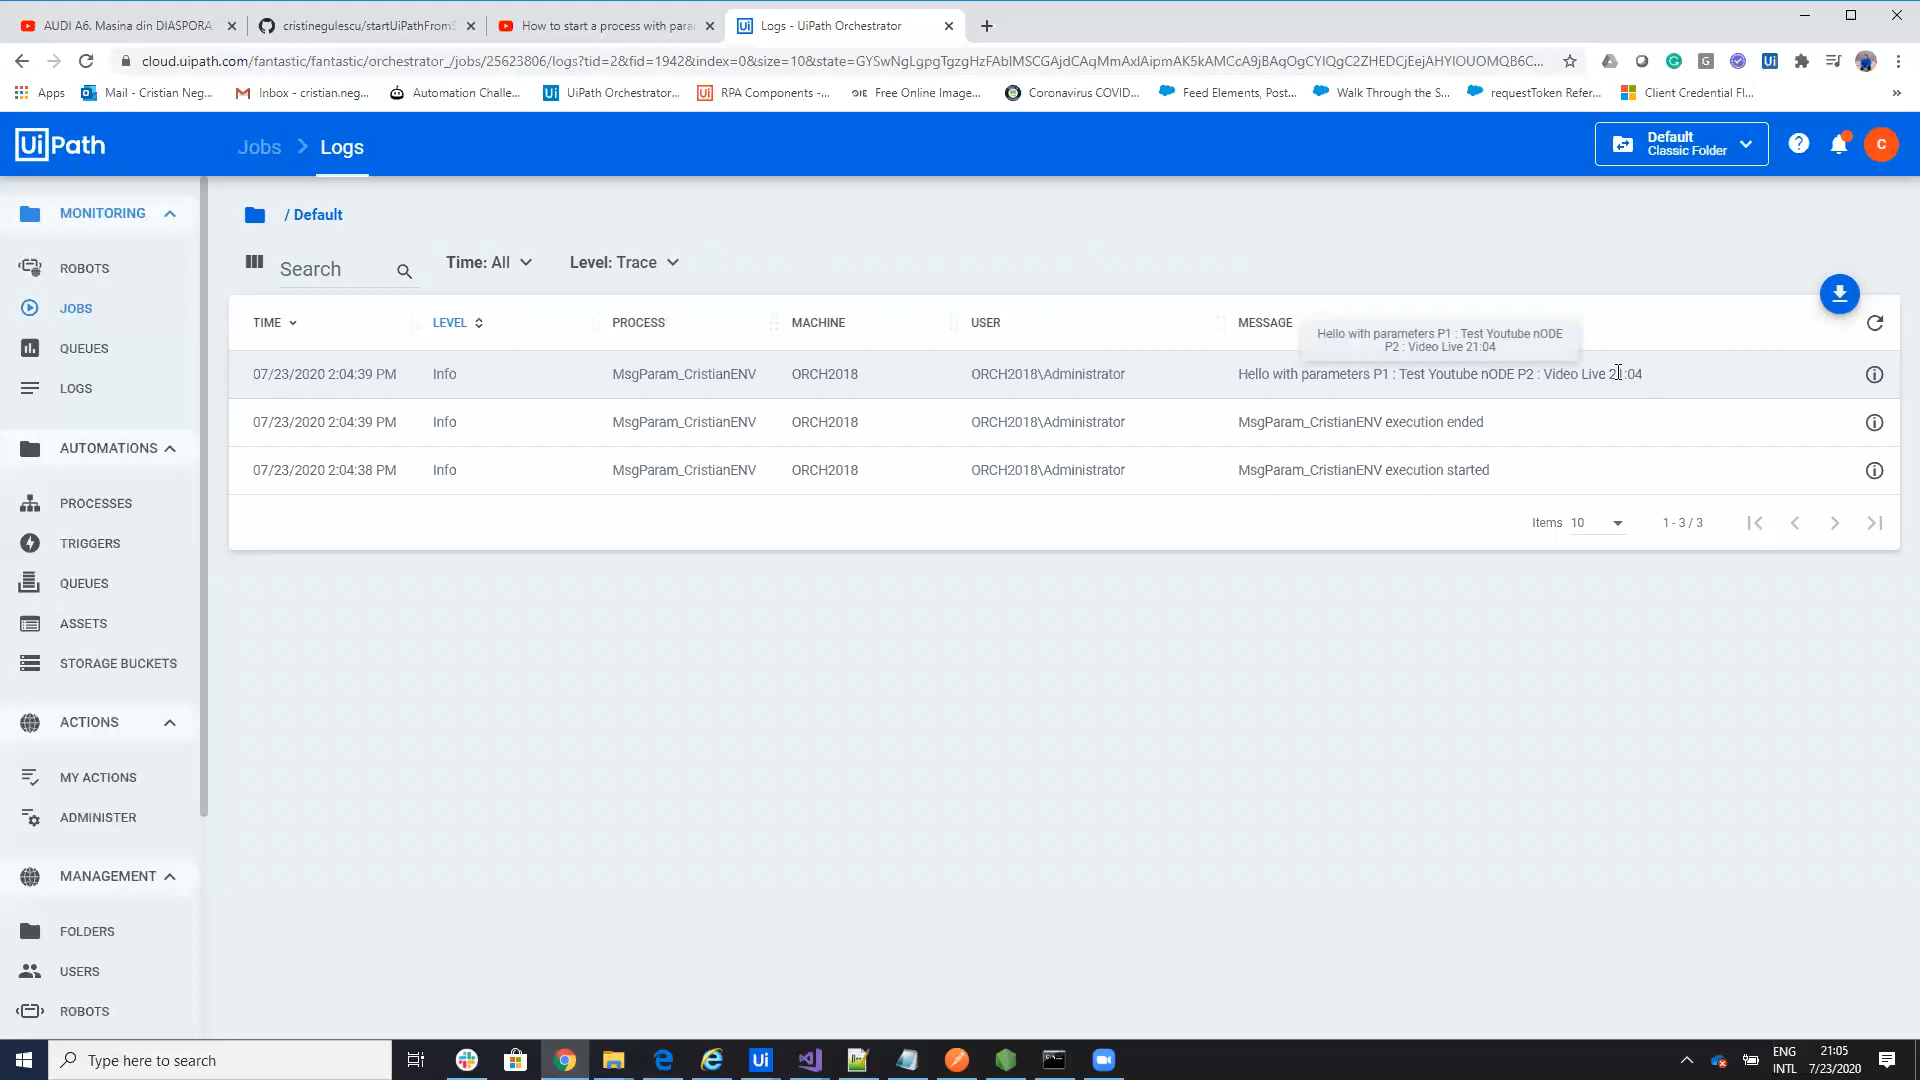 AUDI A6. Masina din DIASPORA
cristinegulescu/startUiPathFrom
How to start a process with para
Logs - UiPath Orchestrator
cloud.uipath.com/fantastic/fantastic/orchestrator_/jobs/25623806/logs?tid=2&fid=1942&index=0&size=10&state=
Apps
Mail - Cristian Neg...
Inbox - cristian.neg...
Automation Challe...
UiPath Orchestrator...
RPA Components -...
Free Online Image...
Coronavirus COVID...
Feed Elements, Post...
Walk Through the S...
requestToken Refer...
Client Credential Fl...
UiPath
Jobs
Logs
Default
Classic Folder
C
MONITORING
ROBOTS
JOBS
QUEUES
LOGS
AUTOMATIONS
PROCESSES
TRIGGERS
QUEUES
ASSETS
STORAGE BUCKETS
ACTIONS
MY ACTIONS
ADMINISTER
MANAGEMENT
FOLDERS
USERS
ROBOTS
/ Default
Search
Time: All
Level: Trace
TIME LEVEL PROCESS MACHINE USER MESSAGE
Hello with parameters P1 : Test Youtube nODE
P2 : Video Live 21:04
07/23/2020 2:04:39 PM Info MsgParam_CristianENV ORCH2018 ORCH2018\Administrator Hello with parameters P1 : Test Youtube nODE P2 : Video Live 21:04
07/23/2020 2:04:39 PM Info MsgParam_CristianENV ORCH2018 ORCH2018\Administrator MsgParam_CristianENV execution ended
07/23/2020 2:04:38 PM Info MsgParam_CristianENV ORCH2018 ORCH2018\Administrator MsgParam_CristianENV execution started
Items 10 1 - 3 / 3
Type here to search
ENG
INTL
21:05
7/23/2020